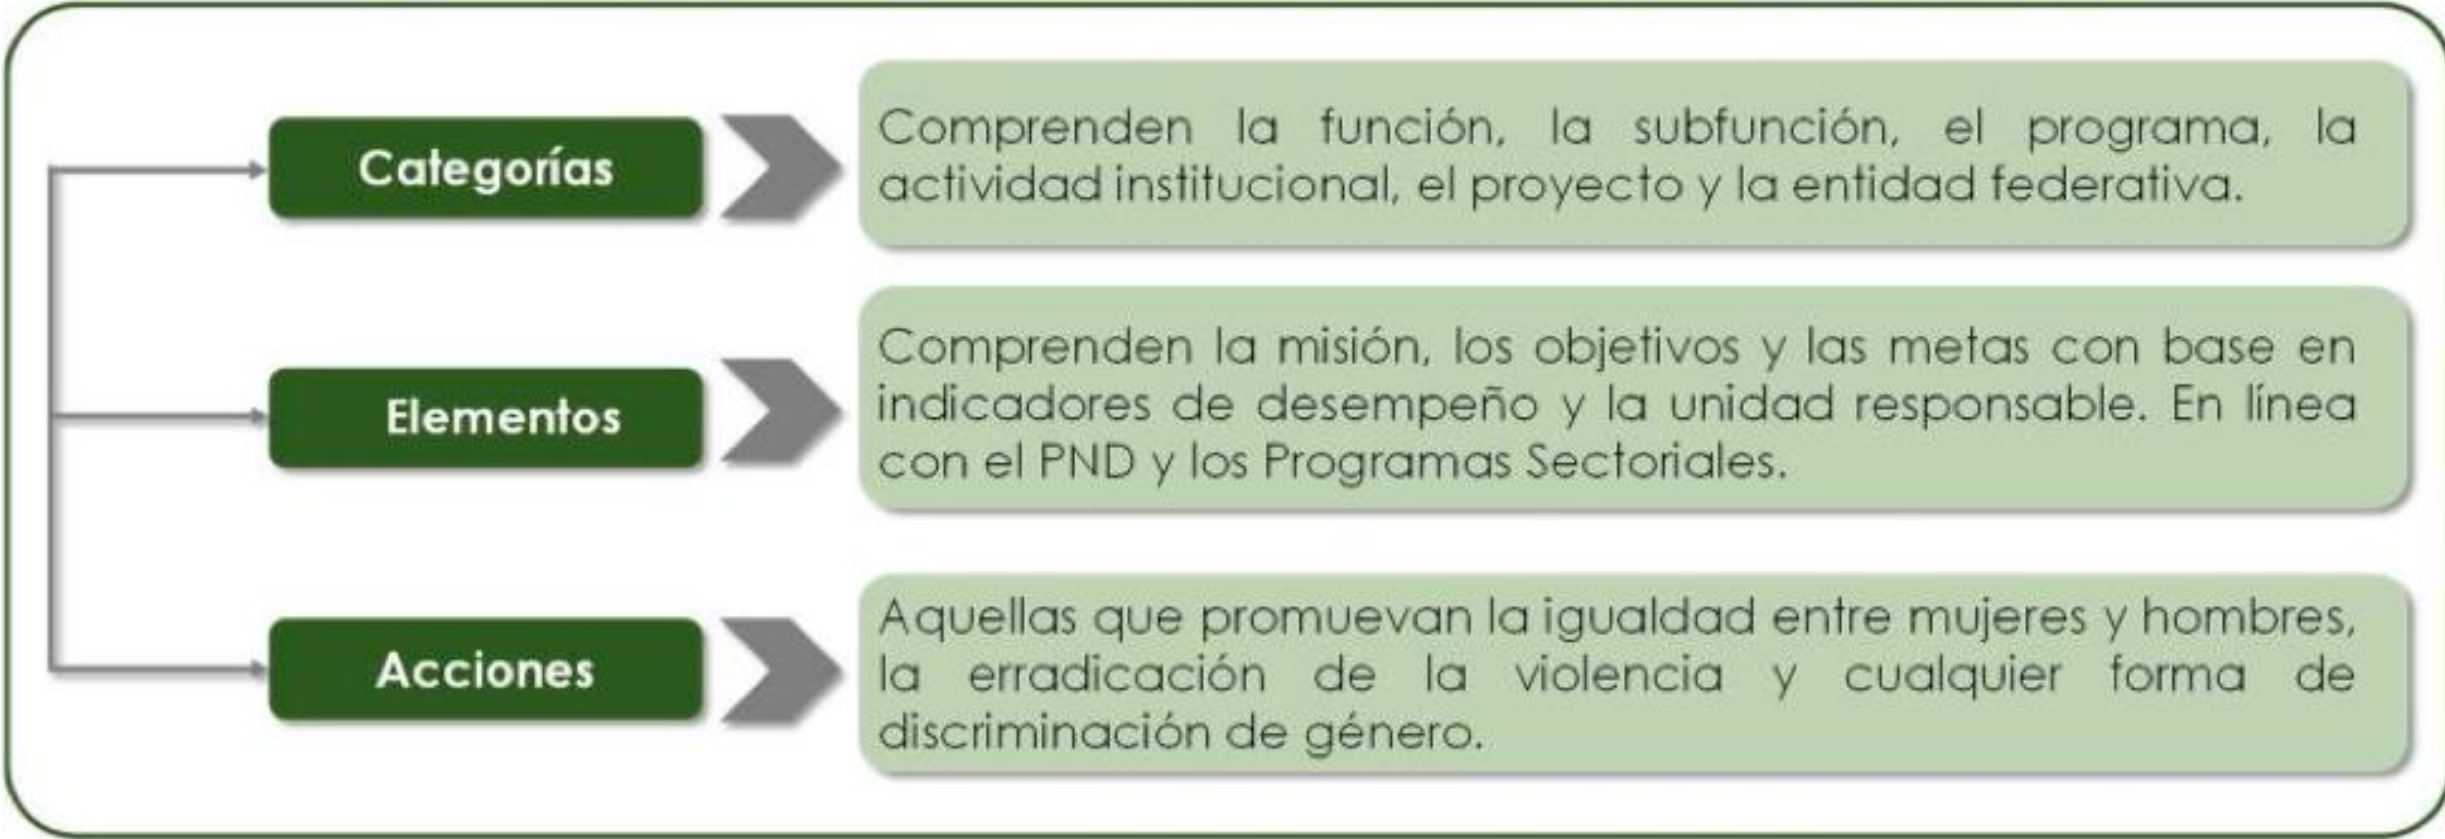 Categorías
Comprenden la función, la subfunción, el programa, la
actividad institucional, el proyecto y la entidad federativa.
Elementos
Comprenden la misión, los objetivos y las metas con base en
indicadores de desempeño y la unidad responsable. En línea
con el PND y los Programas Sectoriales.
Acciones
Aquellas que promuevan la igualdad entre mujeres y hombres,
la erradicación de la violencia y cualquier forma de
discriminación de género.